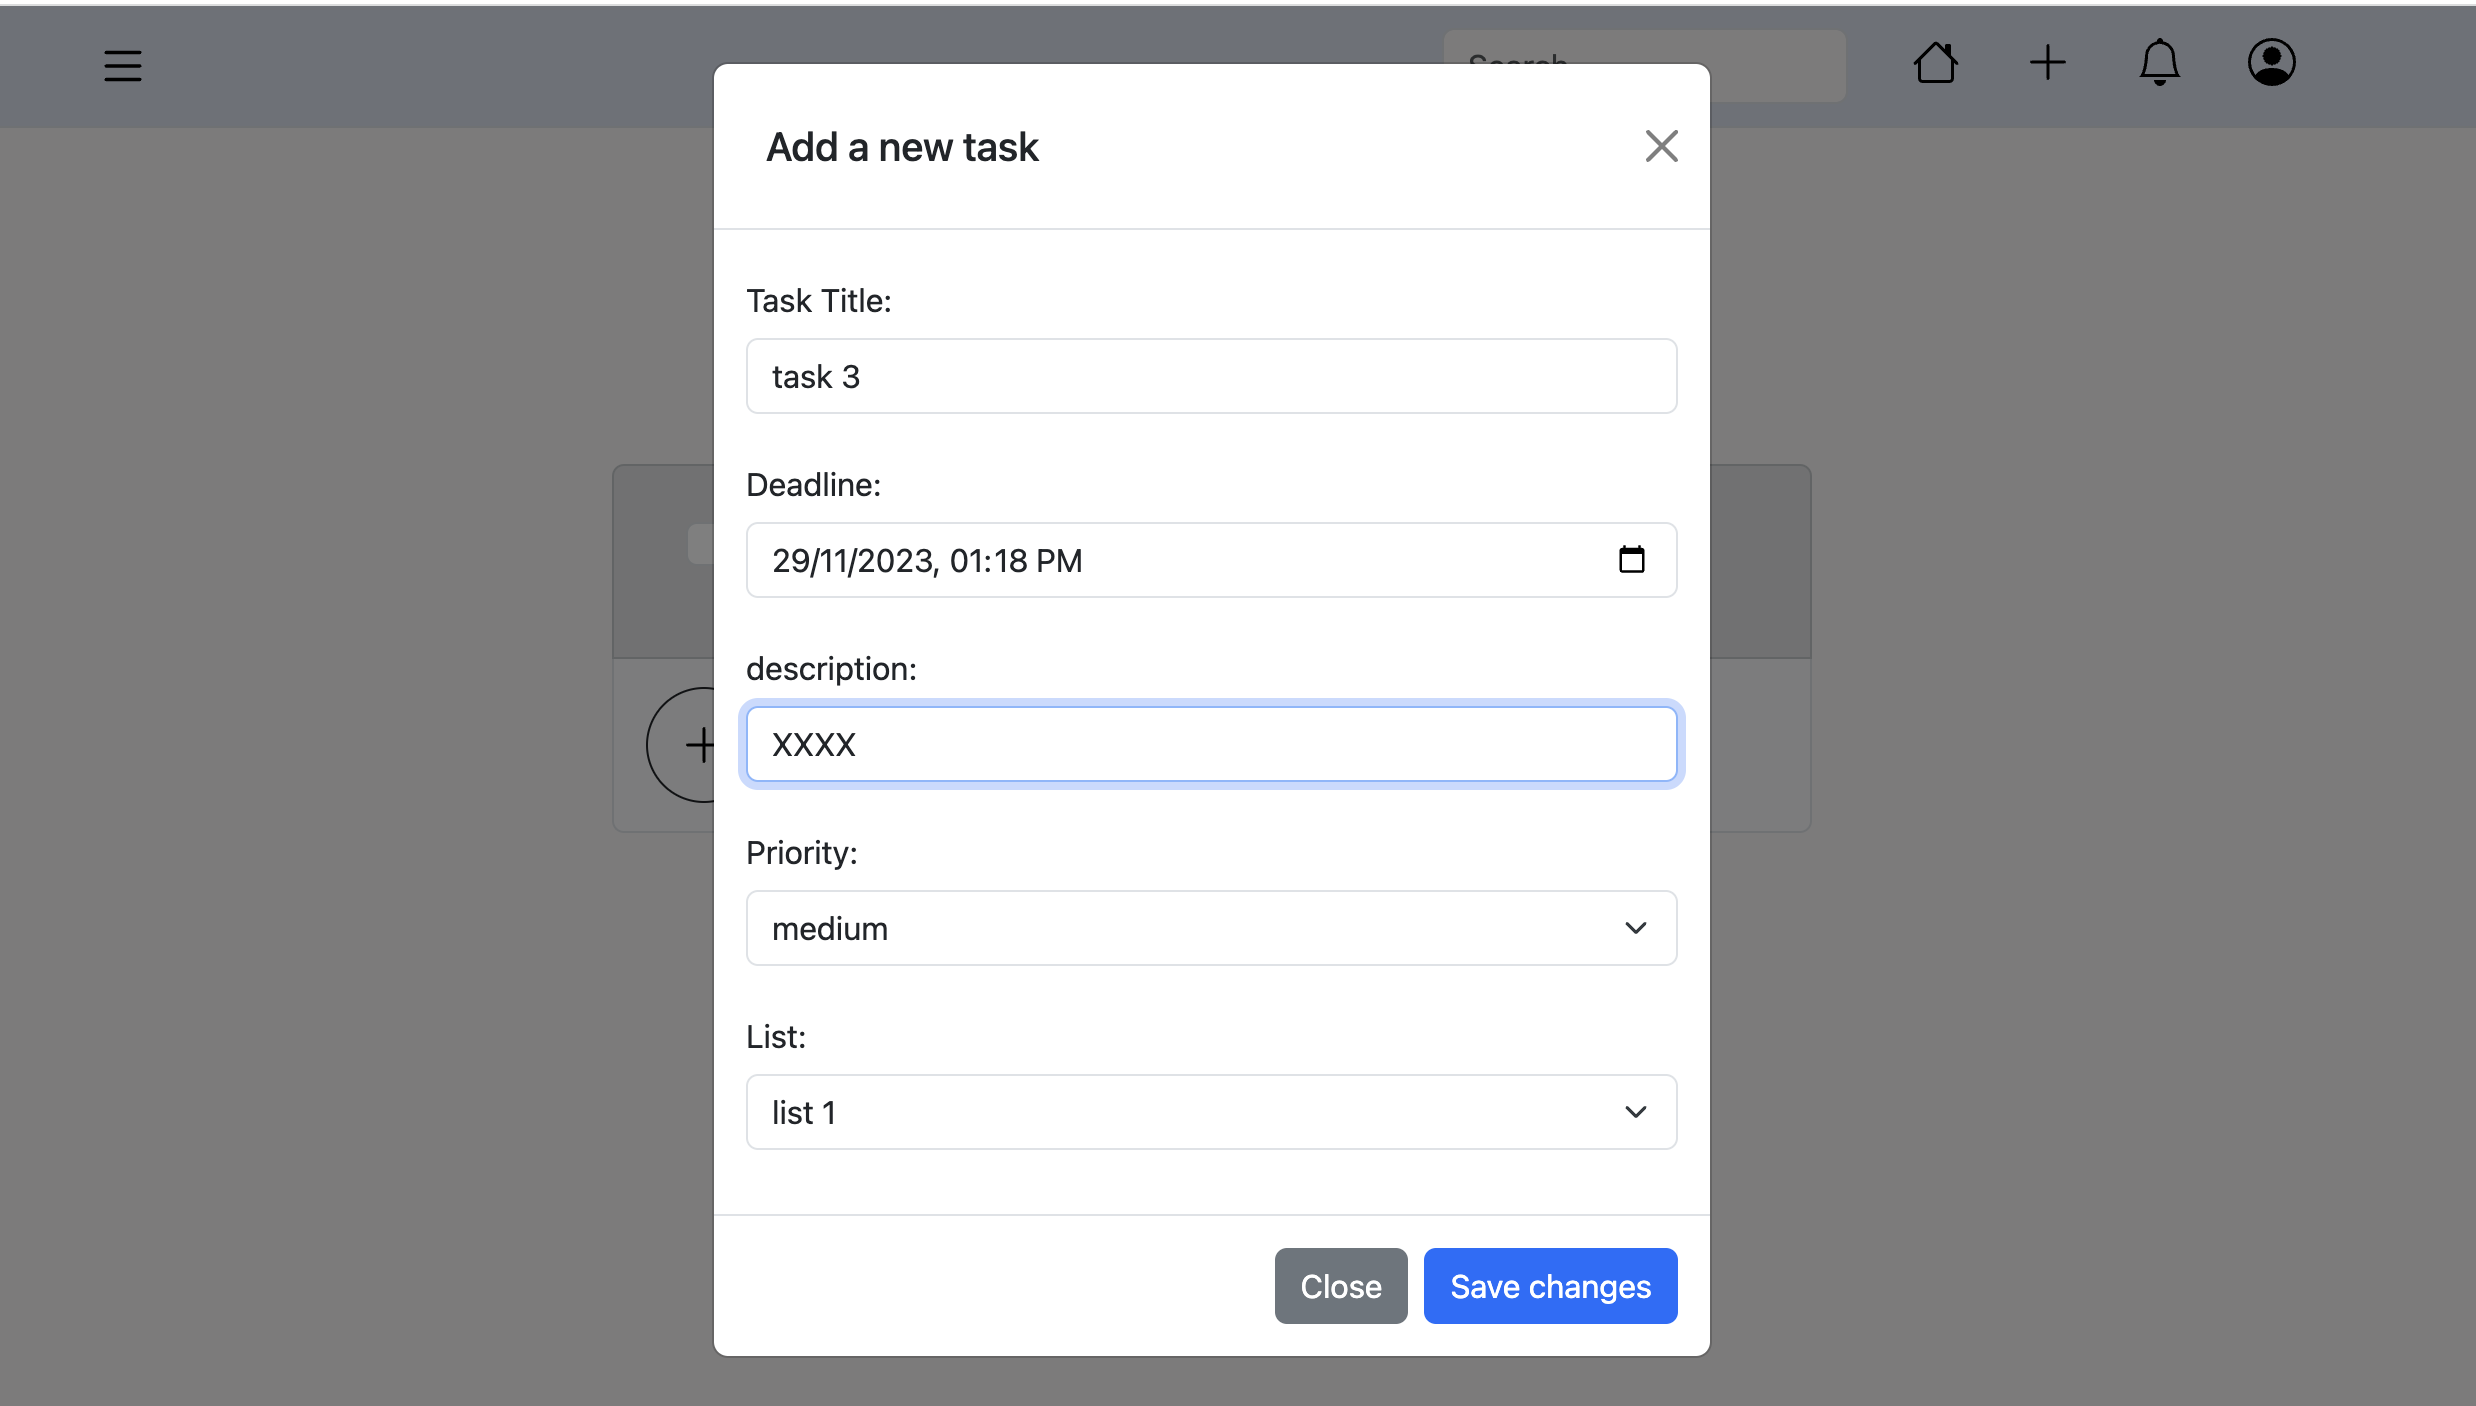 Search
Add a new task
Task Title:
task 3
Deadline:
29/11/2023, 01:18 PM
description:
XXXX
Priority:
medium
List:
list 1
Close
Save changes